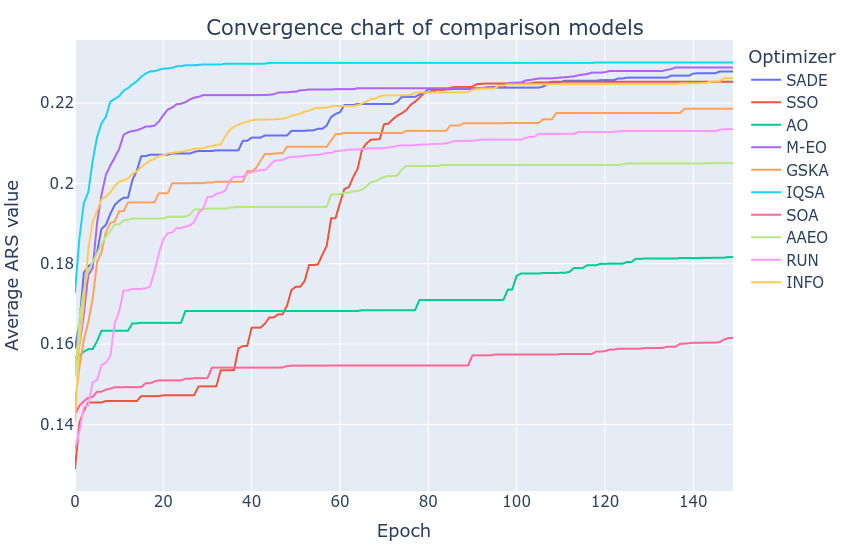 Convergence chart of comparison models
Average ARS value
0.22
0.2
0.18
0.16
0.14
0
20
40
60
80
100
120
140
Epoch
Optimizer
SADE
SSO
AO
M-EO
GSKA
IQSA
SOA
AAEO
RUN
INFO